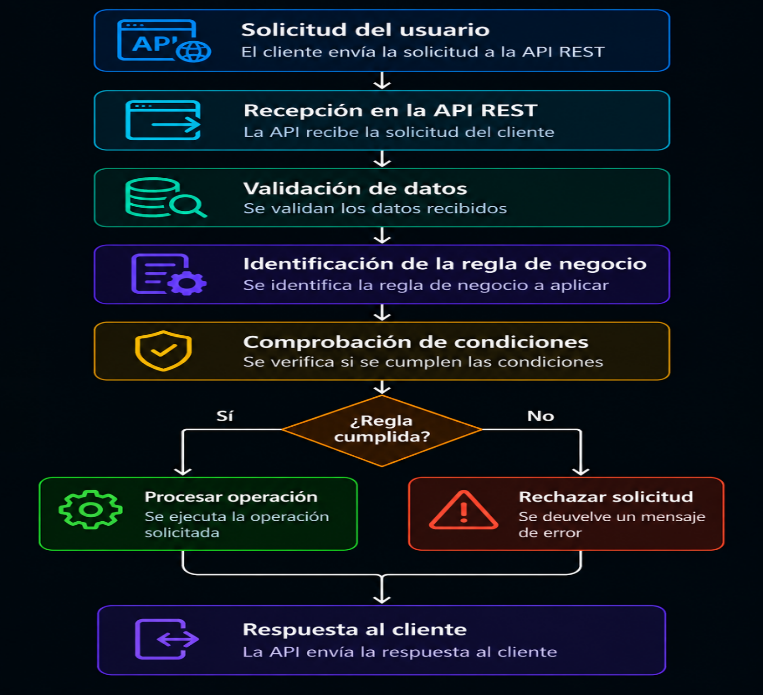 API
Solicitud del usuario
El cliente envía la solicitud a la API REST
Recepción en la API REST
La API recibe la solicitud del cliente
Validación de datos
Se validan los datos recibidos
Identificación de la regla de negocio
Se identifica la regla de negocio a aplicar
Comprobación de condiciones
Se verifica si se cumplen las condiciones
Sí
¿Regla
cumplida?
No
Procesar operación
Se ejecuta la operación
solicitada
Rechazar solicitud
Se deuvelve un mensaje
de error
Respuesta al cliente
La API envía la respuesta al cliente